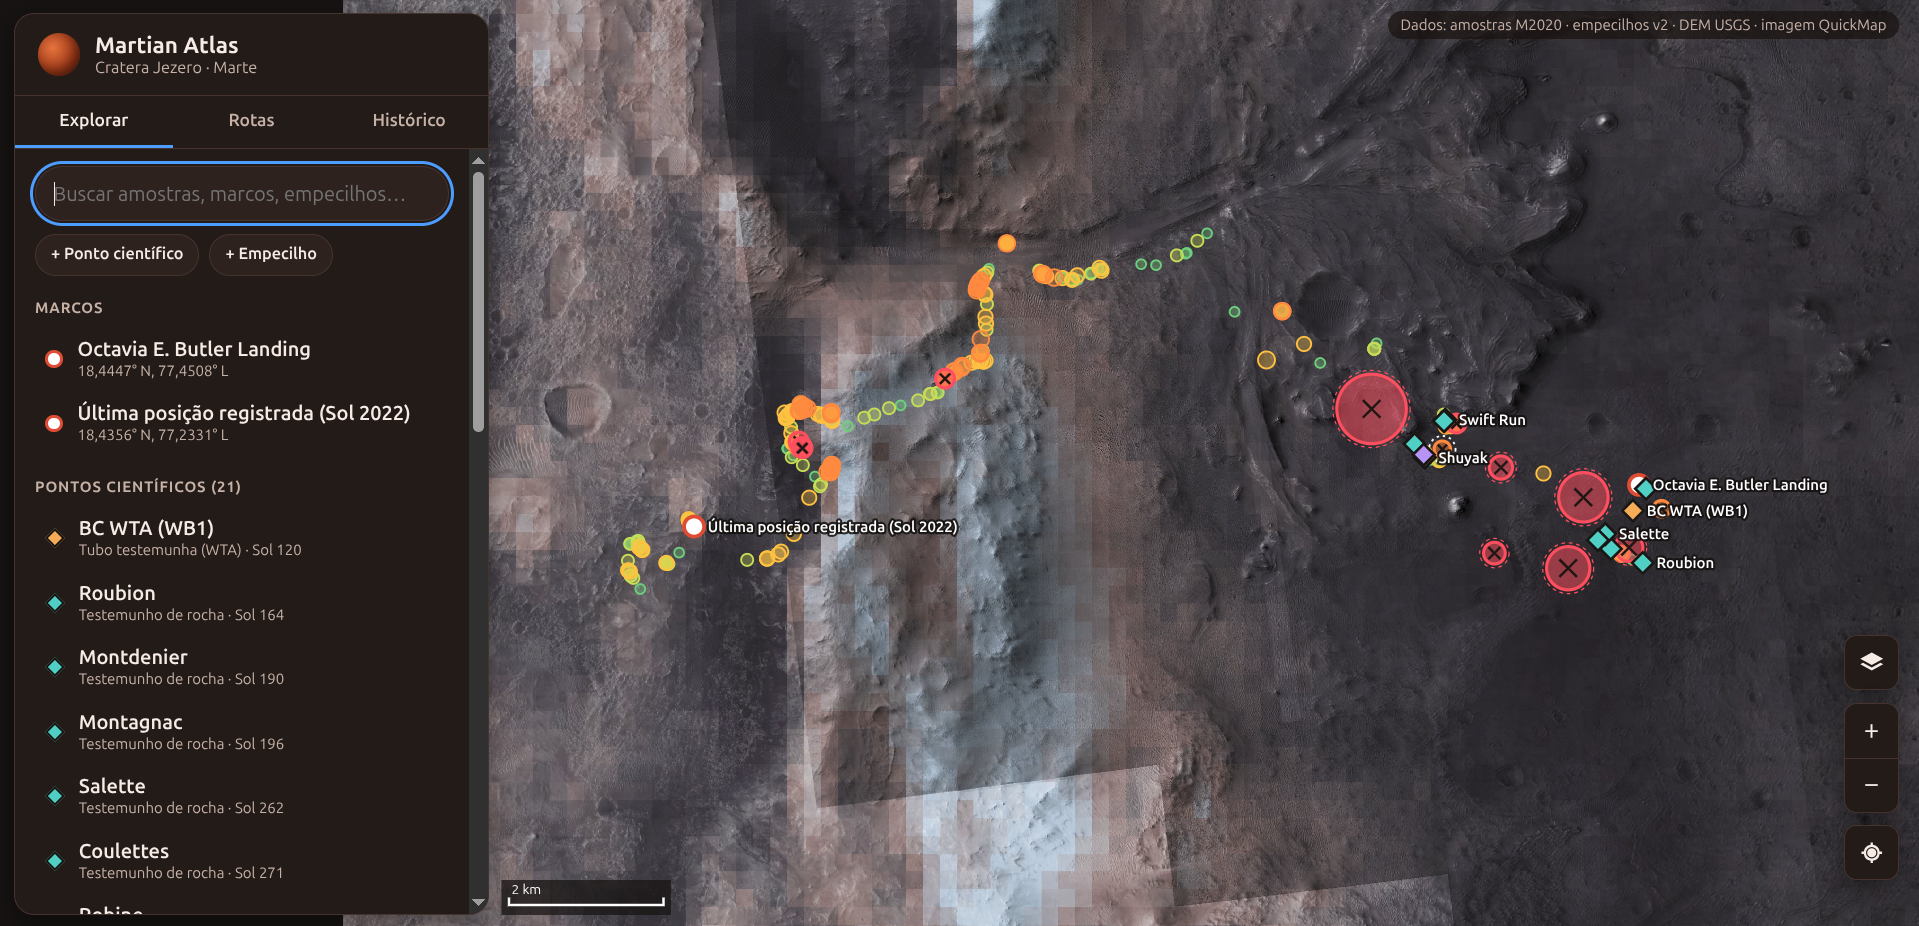 Martian Atlas
Cratera Jezero · Marte
Dados: amostras M2020 · empecilhos v2 · DEM USGS · imagem QuickMap
Explorar
Rotas
Histórico
Buscar amostras, marcos, empecilhos…
+ Ponto científico
+ Empecilho
MARCOS
Octavia E. Butler Landing
18,4447° N, 77,4508° L
Última posição registrada (Sol 2022)
18,4356° N, 77,2331° L
PONTOS CIENTÍFICOS (21)
BC WTA (WB1)
Tubo testemunha (WTA) · Sol 120
Roubion
Testemunho de rocha · Sol 164
Montdenier
Testemunho de rocha · Sol 190
Montagnac
Testemunho de rocha · Sol 196
Salette
Testemunho de rocha · Sol 262
Coulettes
Testemunho de rocha · Sol 271
Swift Run
Shuyak
Octavia E. Butler Landing
BC WTA (WB1)
Salette
Roubion
Última posição registrada (Sol 2022)
+
−
2 km